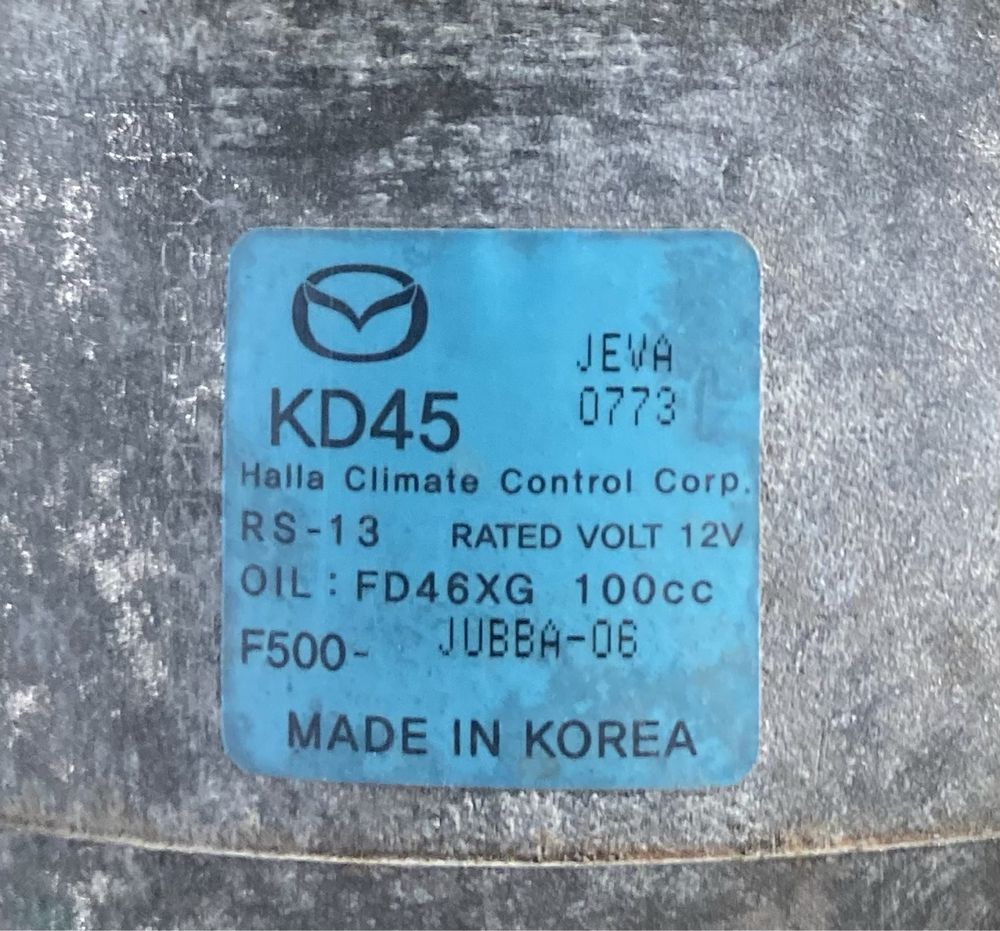 JEVA
0773
KD45
Halla Climate Control Corp.
RS-13 RATED VOLT 12V
OIL : FD46XG 100cc
F500- JUBBA-06
MADE IN KOREA